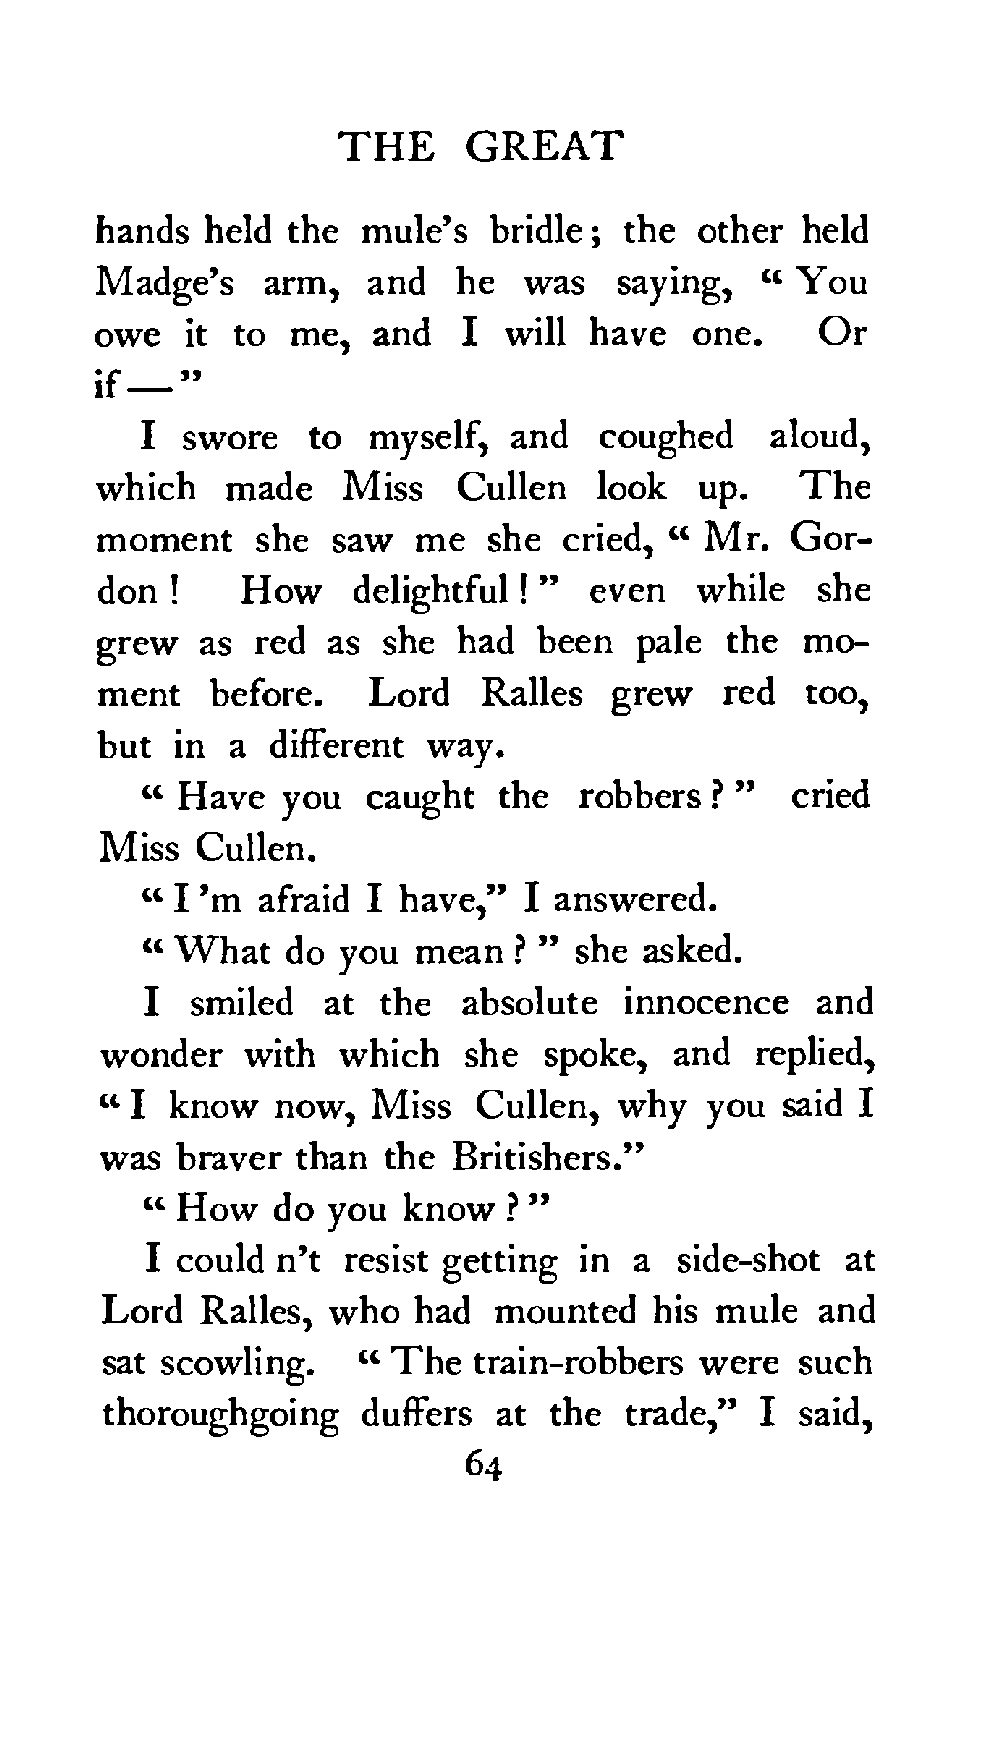 THE GREAT
hands held the mule's bridle; the other held
Madge's arm, and he was saying, “You
owe it to me, and I will have one. Or
if—”
I swore to myself, and coughed aloud,
which made Miss Cullen look up. The
moment she saw me she cried, “Mr. Gor-
don! How delightful!” even while she
grew as red as she had been pale the mo-
ment before. Lord Ralles grew red too,
but in a different way.
“Have you caught the robbers?” cried
Miss Cullen.
“I 'm afraid I have,” I answered.
“What do you mean?” she asked.
I smiled at the absolute innocence and
wonder with which she spoke, and replied,
“I know now, Miss Cullen, why you said I
was braver than the Britishers.”
“How do you know?”
I could n't resist getting in a side-shot at
Lord Ralles, who had mounted his mule and
sat scowling. “The train-robbers were such
thoroughgoing duffers at the trade,” I said,
64